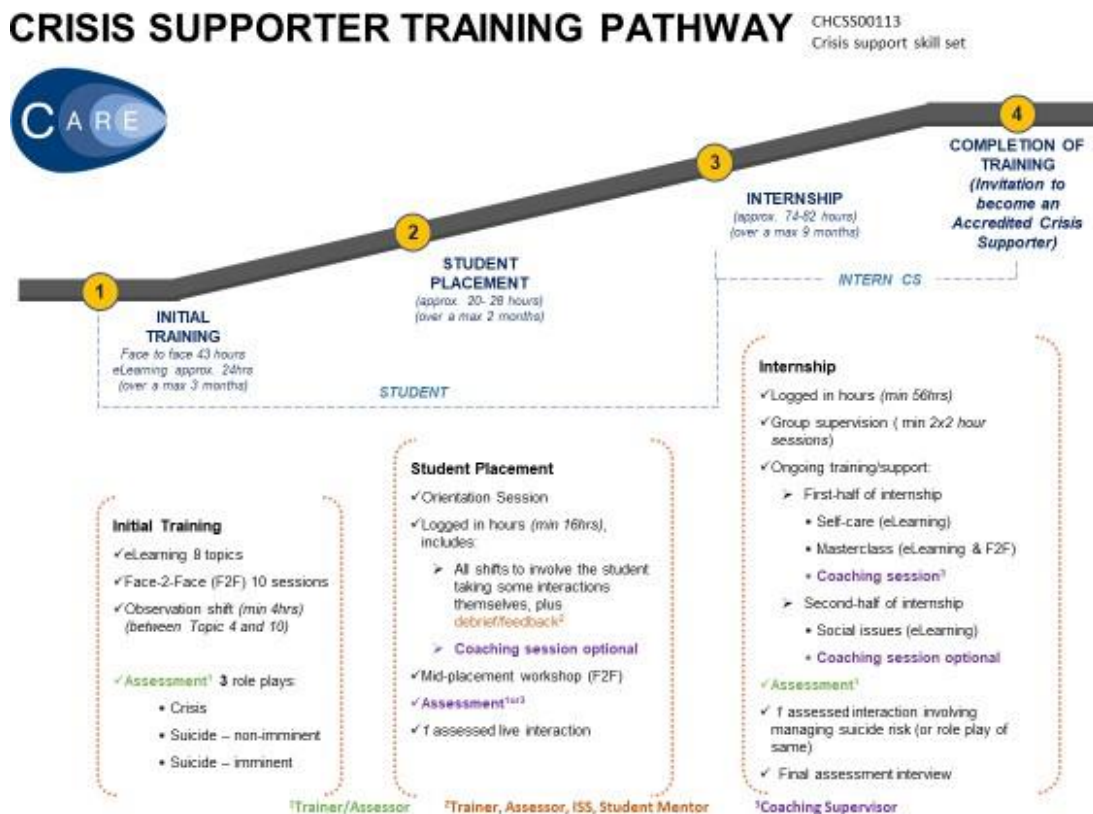 CRISIS SUPPORTER TRAINING PATHWAY
CHCSS00113
Crisis support skill set
CARE
1
2
3
4
INITIAL
TRAINING
Face to face 43 hours
eLearning approx. 24hrs
(over a max 3 months)
STUDENT
PLACEMENT
(approx. 20- 28 hours)
(over a max 2 months)
INTERNSHIP
(approx. 74-82 hours)
(over a max 9 months)
COMPLETION OF
TRAINING
(Invitation to
become an
Accredited Crisis
Supporter)
STUDENT
INTERN CS
Initial Training
✓eLearning 8 topics
✓Face-2-Face (F2F) 10 sessions
✓Observation shift (min 4hrs)
(between Topic 4 and 10)
✓Assessment¹ 3 role plays:
• Crisis
• Suicide – non-imminent
• Suicide – imminent
Student Placement
✓Orientation Session
✓Logged in hours (min 16hrs),
includes:
➢ All shifts to involve the student
taking some interactions
themselves, plus
debrief/feedback²
➢ Coaching session optional
✓Mid-placement workshop (F2F)
✓Assessment¹ᵒʳ³
✓1 assessed live interaction
Internship
✓Logged in hours (min 56hrs)
✓Group supervision ( min 2x2 hour
sessions)
✓Ongoing training/support:
➢ First-half of internship
• Self-care (eLearning)
• Masterclass (eLearning & F2F)
• Coaching session³
➢ Second-half of internship
• Social issues (eLearning)
• Coaching session optional
✓Assessment¹
✓ 1 assessed interaction involving
managing suicide risk (or role play of
same)
✓ Final assessment interview
¹Trainer/Assessor
²Trainer, Assessor, ISS, Student Mentor
³Coaching Supervisor